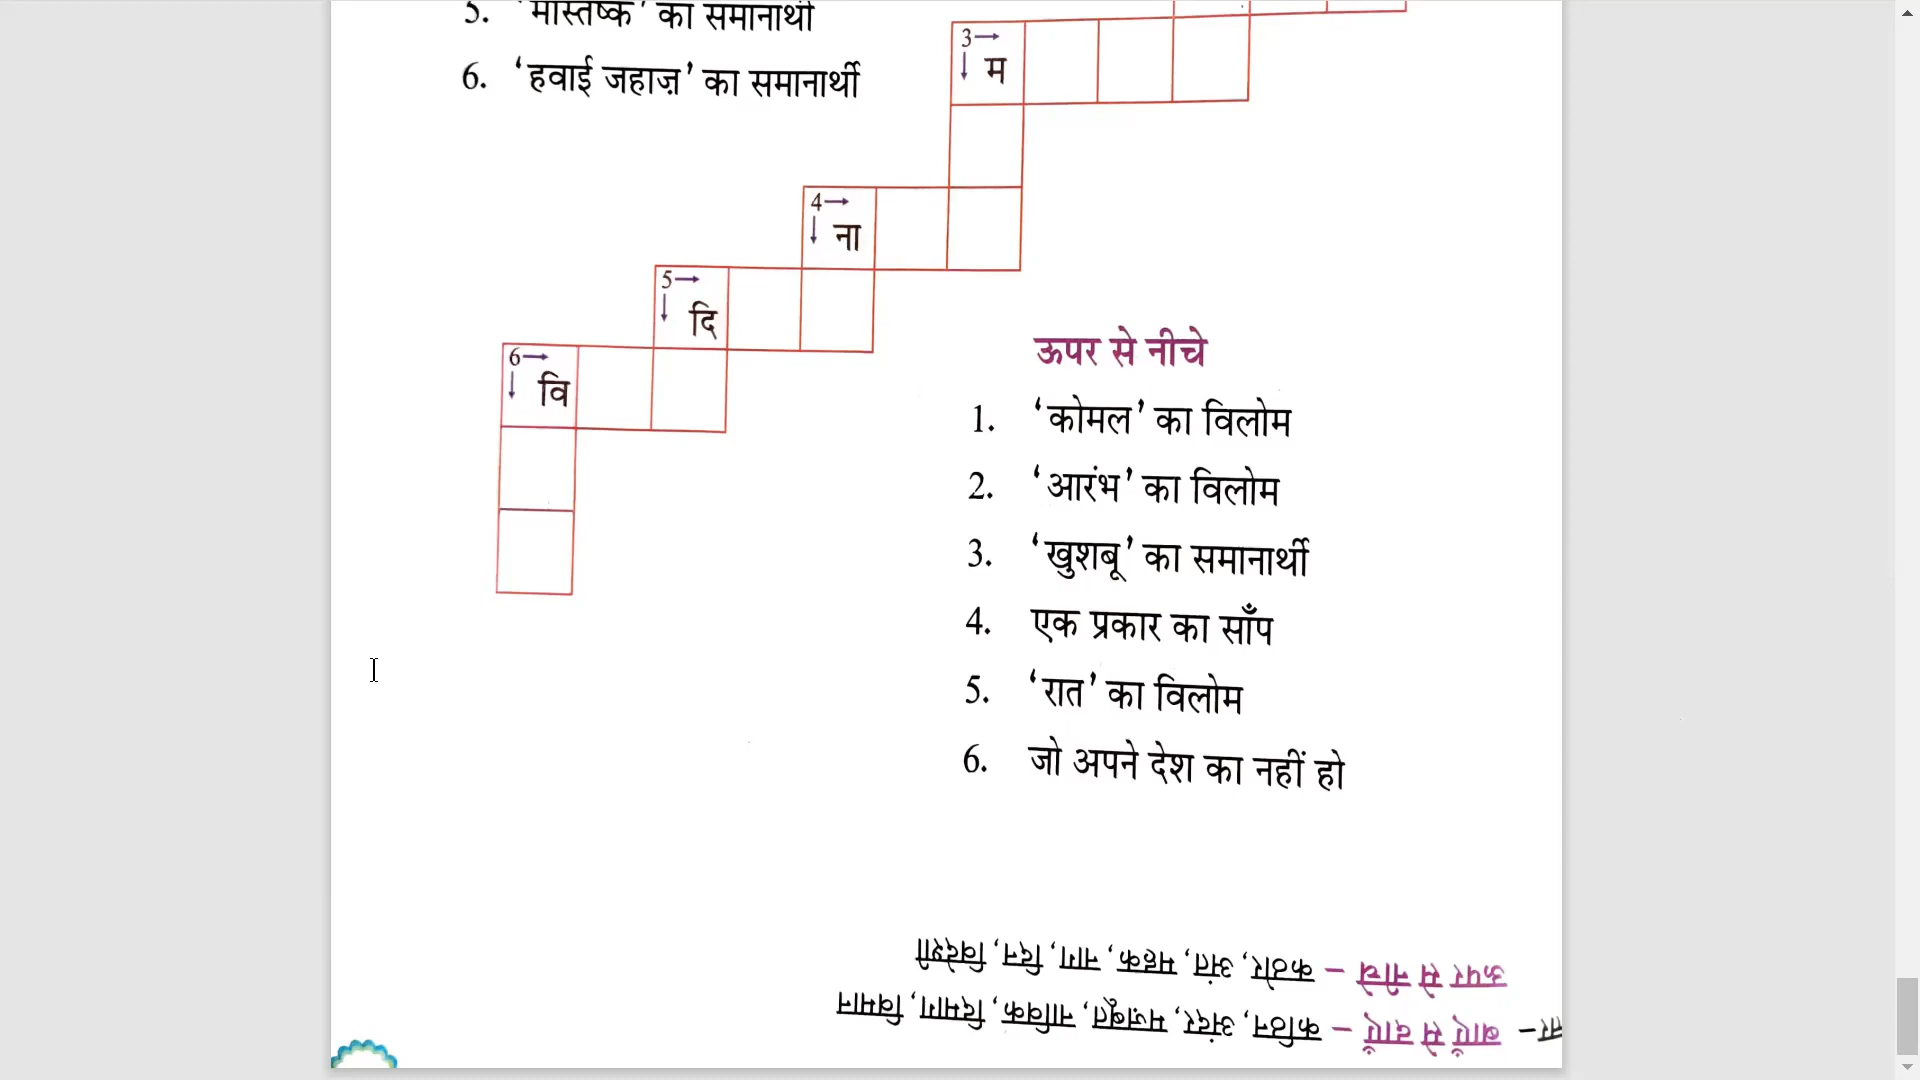 5. ‘मस्तिष्क’ का समानार्थी
6. ‘हवाई जहाज़’ का समानार्थी
3→
↓ म
4→
↓ ना
5→
↓ दि
6→
↓ वि
ऊपर से नीचे
1. ‘कोमल’ का विलोम
2. ‘आरंभ’ का विलोम
3. ‘खुशबू’ का समानार्थी
4. एक प्रकार का साँप
5. ‘रात’ का विलोम
6. जो अपने देश का नहीं हो
बाएँ से दाएँ – कठिन, अंदर, मज़बूत, नाविक, दिमाग, विमान
ऊपर से नीचे – कठोर, अंत, महक, नाग, दिन, विदेशी